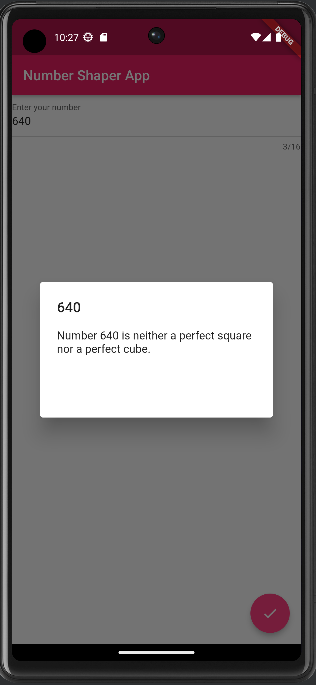 10:27
DEBUG
Number Shaper App
Enter your number
640
3/16
640
Number 640 is neither a perfect square
nor a perfect cube.